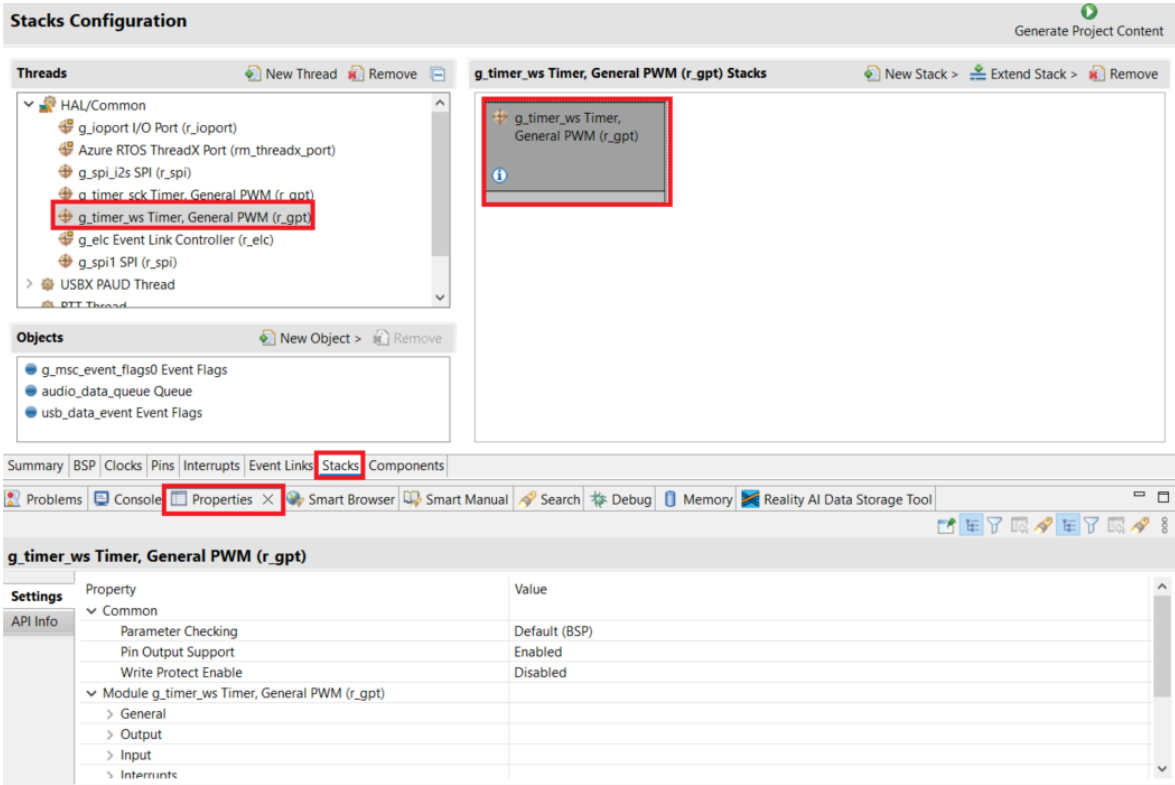 Stacks Configuration
Generate Project Content
Threads
New Thread
Remove
HAL/Common
g_ioport I/O Port (r_ioport)
Azure RTOS ThreadX Port (rm_threadx_port)
g_spi_i2s SPI (r_spi)
g_timer_sck Timer, General PWM (r_gpt)
g_timer_ws Timer, General PWM (r_gpt)
g_elc Event Link Controller (r_elc)
g_spi1 SPI (r_spi)
USBX PAUD Thread
PTT Thread
g_timer_ws Timer, General PWM (r_gpt) Stacks
New Stack >
Extend Stack >
Remove
g_timer_ws Timer,
General PWM (r_gpt)
Objects
New Object >
Remove
g_msc_event_flags0 Event Flags
audio_data_queue Queue
usb_data_event Event Flags
Summary BSP Clocks Pins Interrupts Event Links Stacks Components
Problems Console Properties Smart Browser Smart Manual Search Debug Memory Reality AI Data Storage Tool
g_timer_ws Timer, General PWM (r_gpt)
Settings
API Info
Property Value
Common
Parameter Checking Default (BSP)
Pin Output Support Enabled
Write Protect Enable Disabled
Module g_timer_ws Timer, General PWM (r_gpt)
General
Output
Input
Interrupts